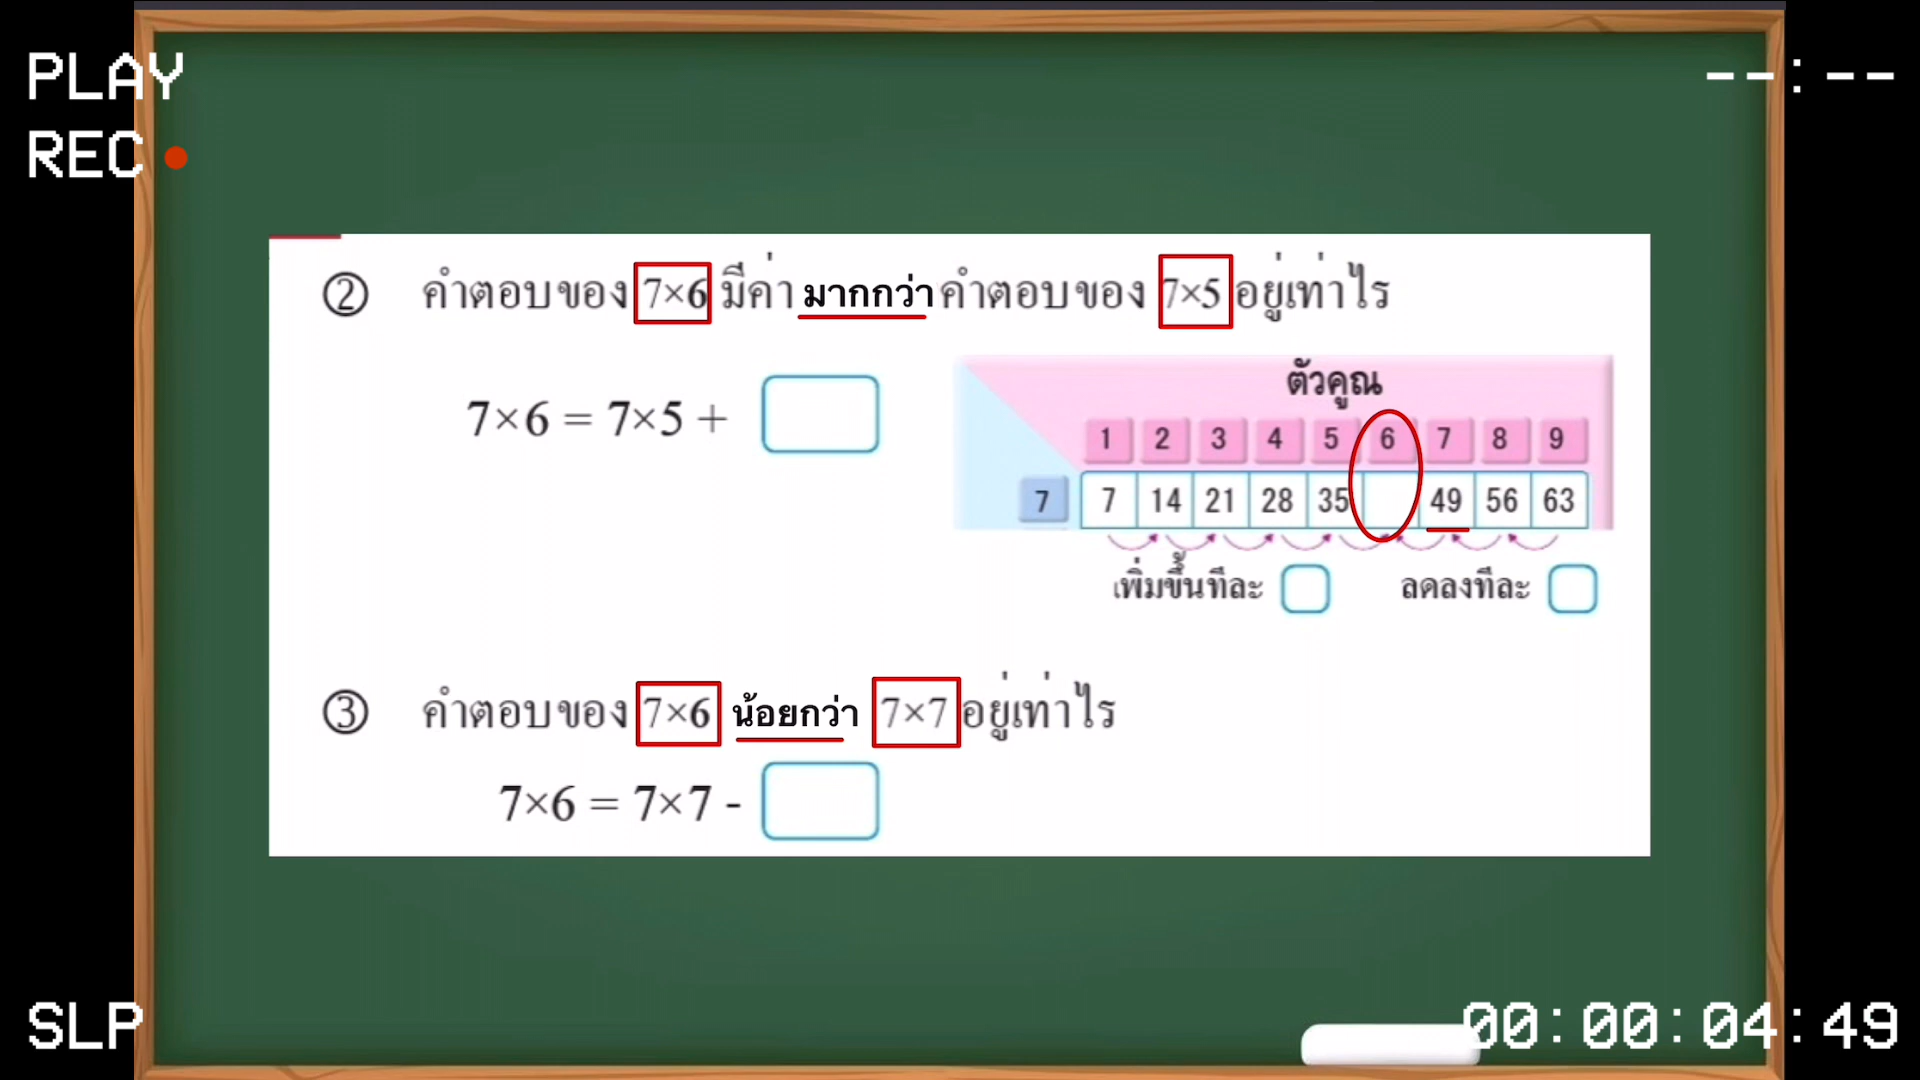 PLAY
--:--
REC
② คำตอบของ 7×6 มีค่า มากกว่า คำตอบของ 7×5 อยู่เท่าไร
7×6 = 7×5 +
ตัวคูณ
1 2 3 4 5 6 7 8 9
7 7 14 21 28 35 49 56 63
เพิ่มขึ้นทีละ ลดลงทีละ
③ คำตอบของ 7×6 น้อยกว่า 7×7 อยู่เท่าไร
7×6 = 7×7 -
SLP
00:00:04:49